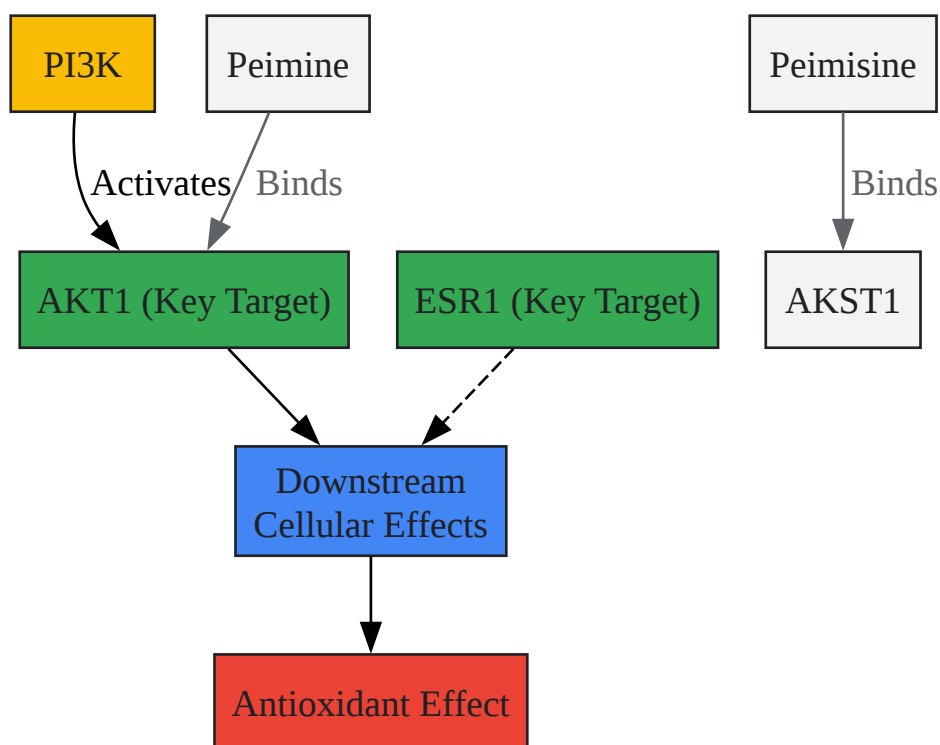 PI3K
Peimine
Peimisine
Activates
Binds
Binds
AKT1 (Key Target)
ESR1 (Key Target)
AKST1
Downstream
Cellular Effects
Antioxidant Effect